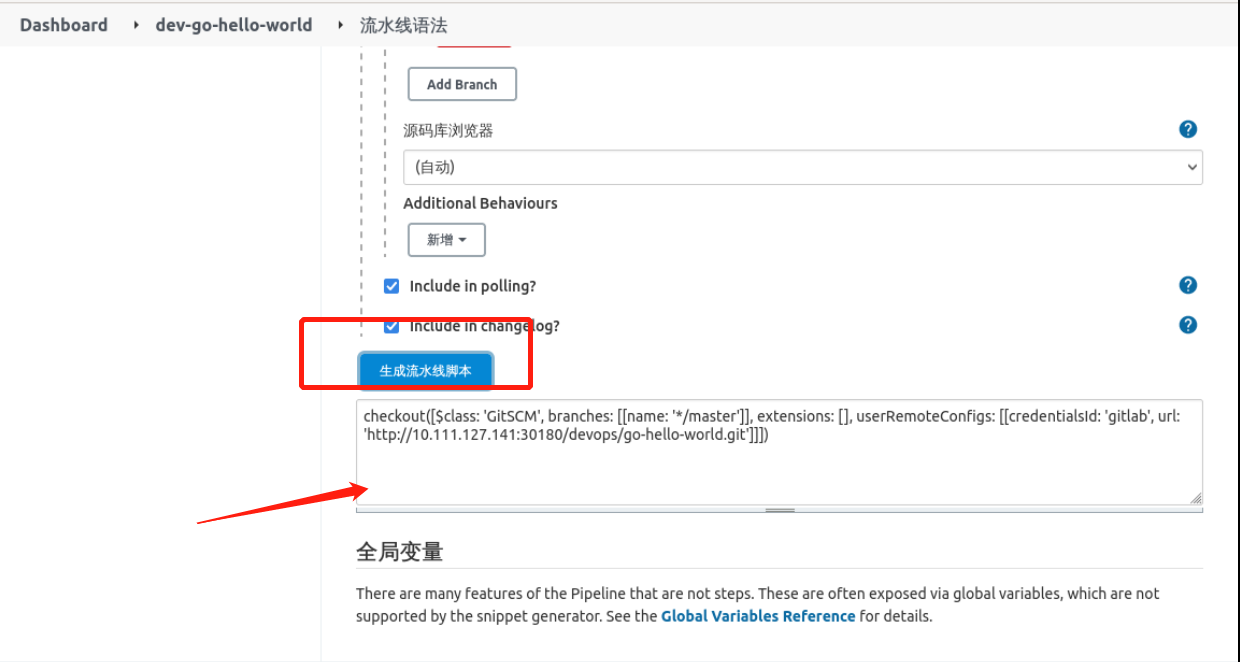 Dashboard dev-go-hello-world 流水线语法
Add Branch
源码库浏览器
(自动)
Additional Behaviours
新增
Include in polling?
Include in changelog?
生成流水线脚本
checkout([$class: 'GitSCM', branches: [[name: '*/master']], extensions: [], userRemoteConfigs: [[credentialsId: 'gitlab', url:
'http://10.111.127.141:30180/devops/go-hello-world.git']]])
全局变量
There are many features of the Pipeline that are not steps. These are often exposed via global variables, which are not
supported by the snippet generator. See the Global Variables Reference for details.